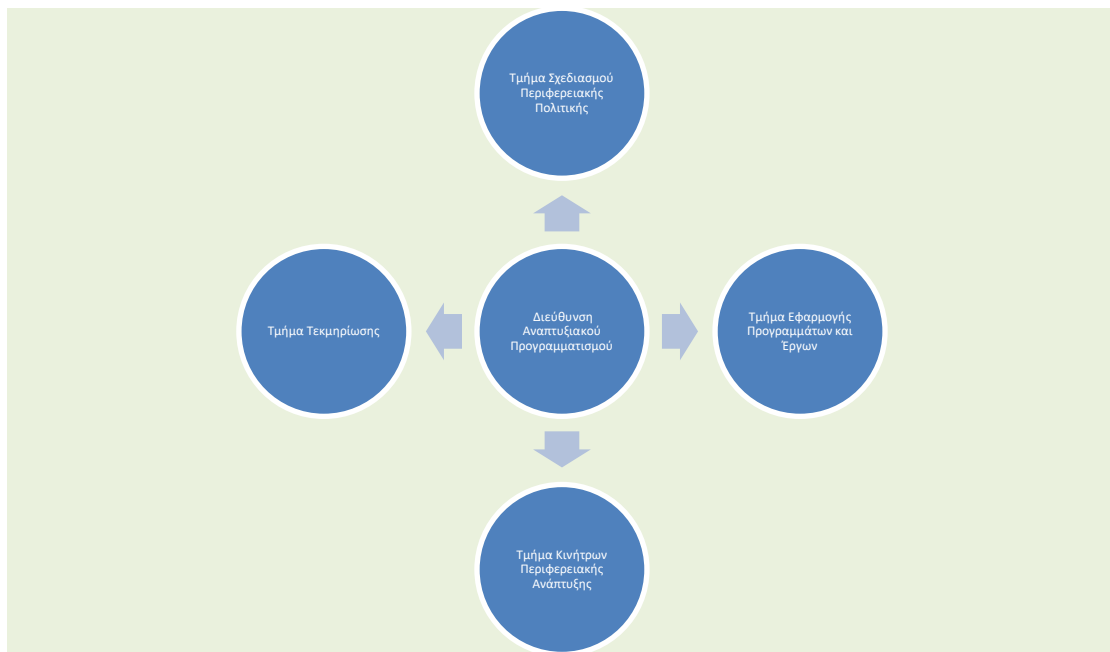 Τμήμα Σχεδιασμού
Περιφερειακής
Πολιτικής
Τμήμα Τεκμηρίωσης
Διεύθυνση
Αναπτυξιακού
Προγραμματισμού
Τμήμα Εφαρμογής
Προγραμμάτων και
Έργων
Τμήμα Κινήτρων
Περιφερειακής
Ανάπτυξης